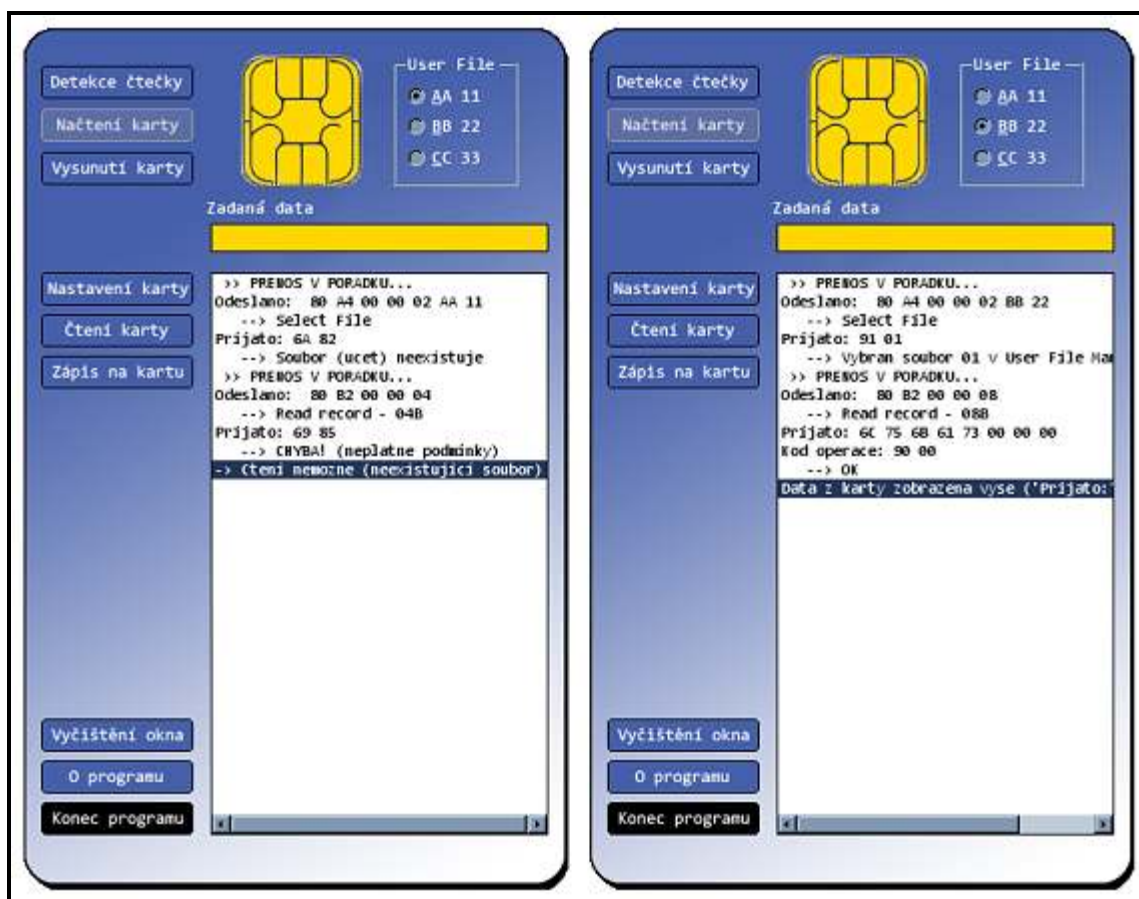 Detekce čtečky
Načtení karty
Vysunutí karty
User File
AA 11
BB 22
CC 33
Zadaná data
Nastavení karty
Čtení karty
Zápis na kartu
>> PRENOS V PORADKU...
Odeslano: 80 A4 00 00 02 AA 11
--> Select File
Prijato: 6A 82
--> Soubor (ucet) neexistuje
>> PRENOS V PORADKU...
Odeslano: 80 B2 00 00 04
--> Read record - 04B
Prijato: 69 85
--> CHYBA! (neplatne podminky)
-> Cteni nemozne (neexistujici soubor)
Vyčištění okna
O programu
Konec programu
Detekce čtečky
Načtení karty
Vysunutí karty
User File
AA 11
BB 22
CC 33
Zadaná data
Nastavení karty
Čtení karty
Zápis na kartu
>> PRENOS V PORADKU...
Odeslano: 80 A4 00 00 02 BB 22
--> Select File
Prijato: 91 01
--> Vybran soubor 01 v User File Man
>> PRENOS V PORADKU...
Odeslano: 80 B2 00 00 08
--> Read record - 08B
Prijato: 6C 75 6B 61 73 00 00 00
Kod operace: 90 00
--> OK
Data z karty zobrazena vyse ('Prijato:'
Vyčištění okna
O programu
Konec programu